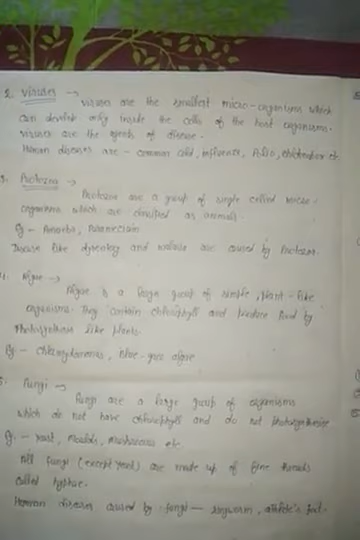 2. Viruses →
Viruses are the smallest micro-organisms which
can develop only inside the cells of the host organisms.
viruses are the agents of disease.
Human diseases are - common cold, influenza, Polio, chickenpox etc
3. Protozoa →
Protozoa are a group of single celled micro-
organisms which are classified as animals.
Eg - Amoeba, Paramecium
Disease like dysentery and malaria are caused by Protozoa.
4. Algae →
Algae is a large group of simple, plant-like
organisms. They contain chlorophyll and produce food by
Photosynthesis like plants.
Eg - Chlamydomonas, Blue-green algae
5. Fungi →
Fungi are a large group of organisms
which do not have chlorophyll and do not photosynthesise
Eg. - yeast, Moulds, mushrooms etc
All fungi (except yeast) are made up of fine threads
called hyphae.
Human diseases caused by fungi - ringworm, athlete's foot.